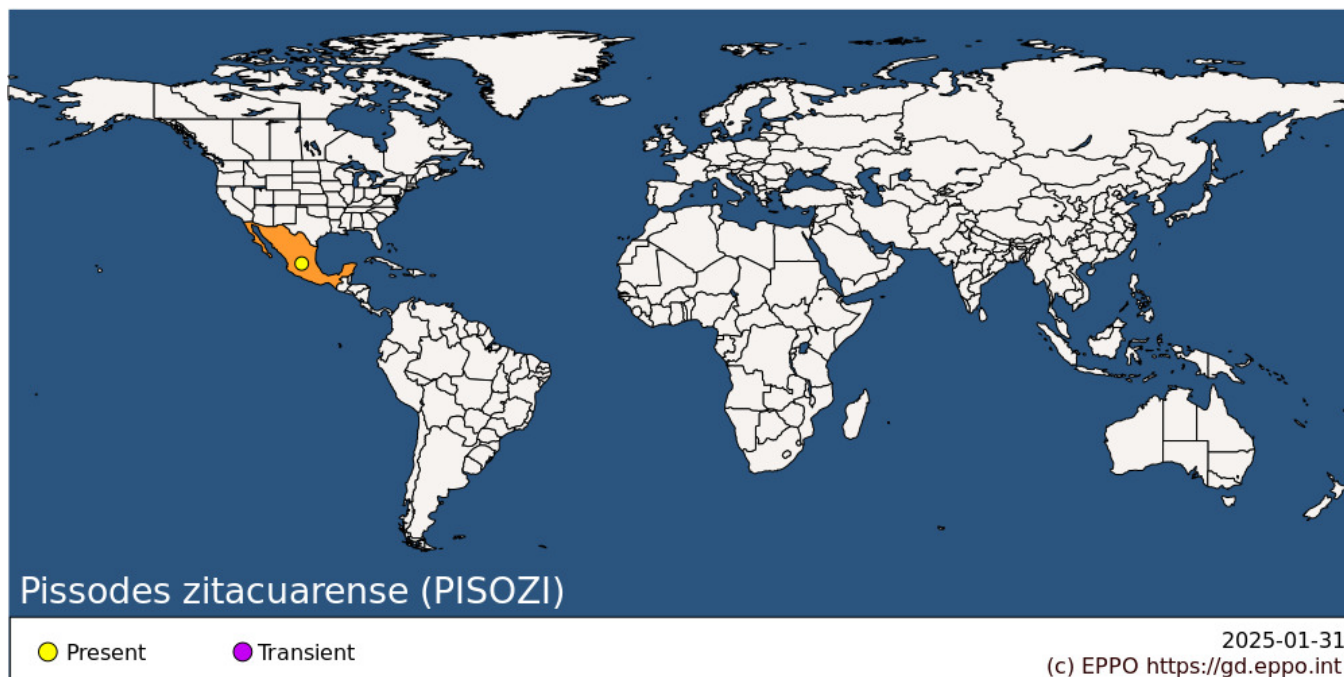 Pissodes zitacuarense (PISOZI)
Present
Transient
2025-01-31
(c) EPPO https://gd.eppo.int